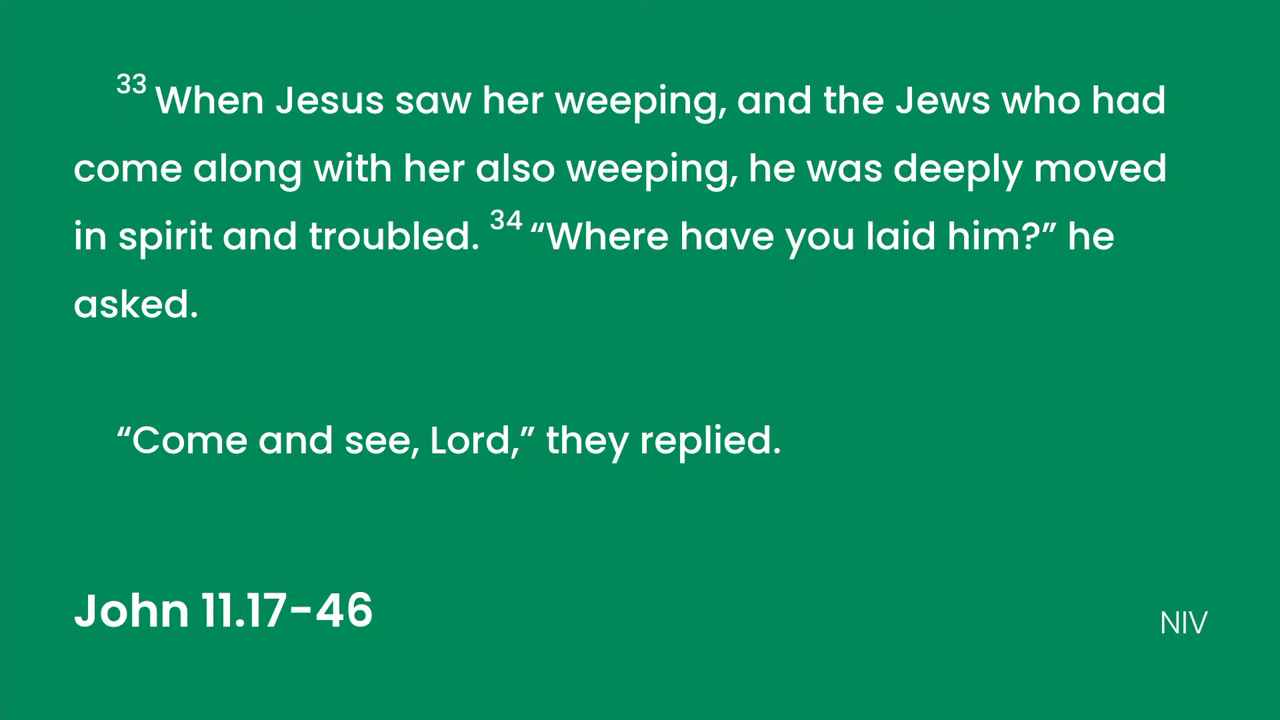 33 When Jesus saw her weeping, and the Jews who had
come along with her also weeping, he was deeply moved
in spirit and troubled. 34 “Where have you laid him?” he
asked.
“Come and see, Lord,” they replied.
John 11.17-46
NIV